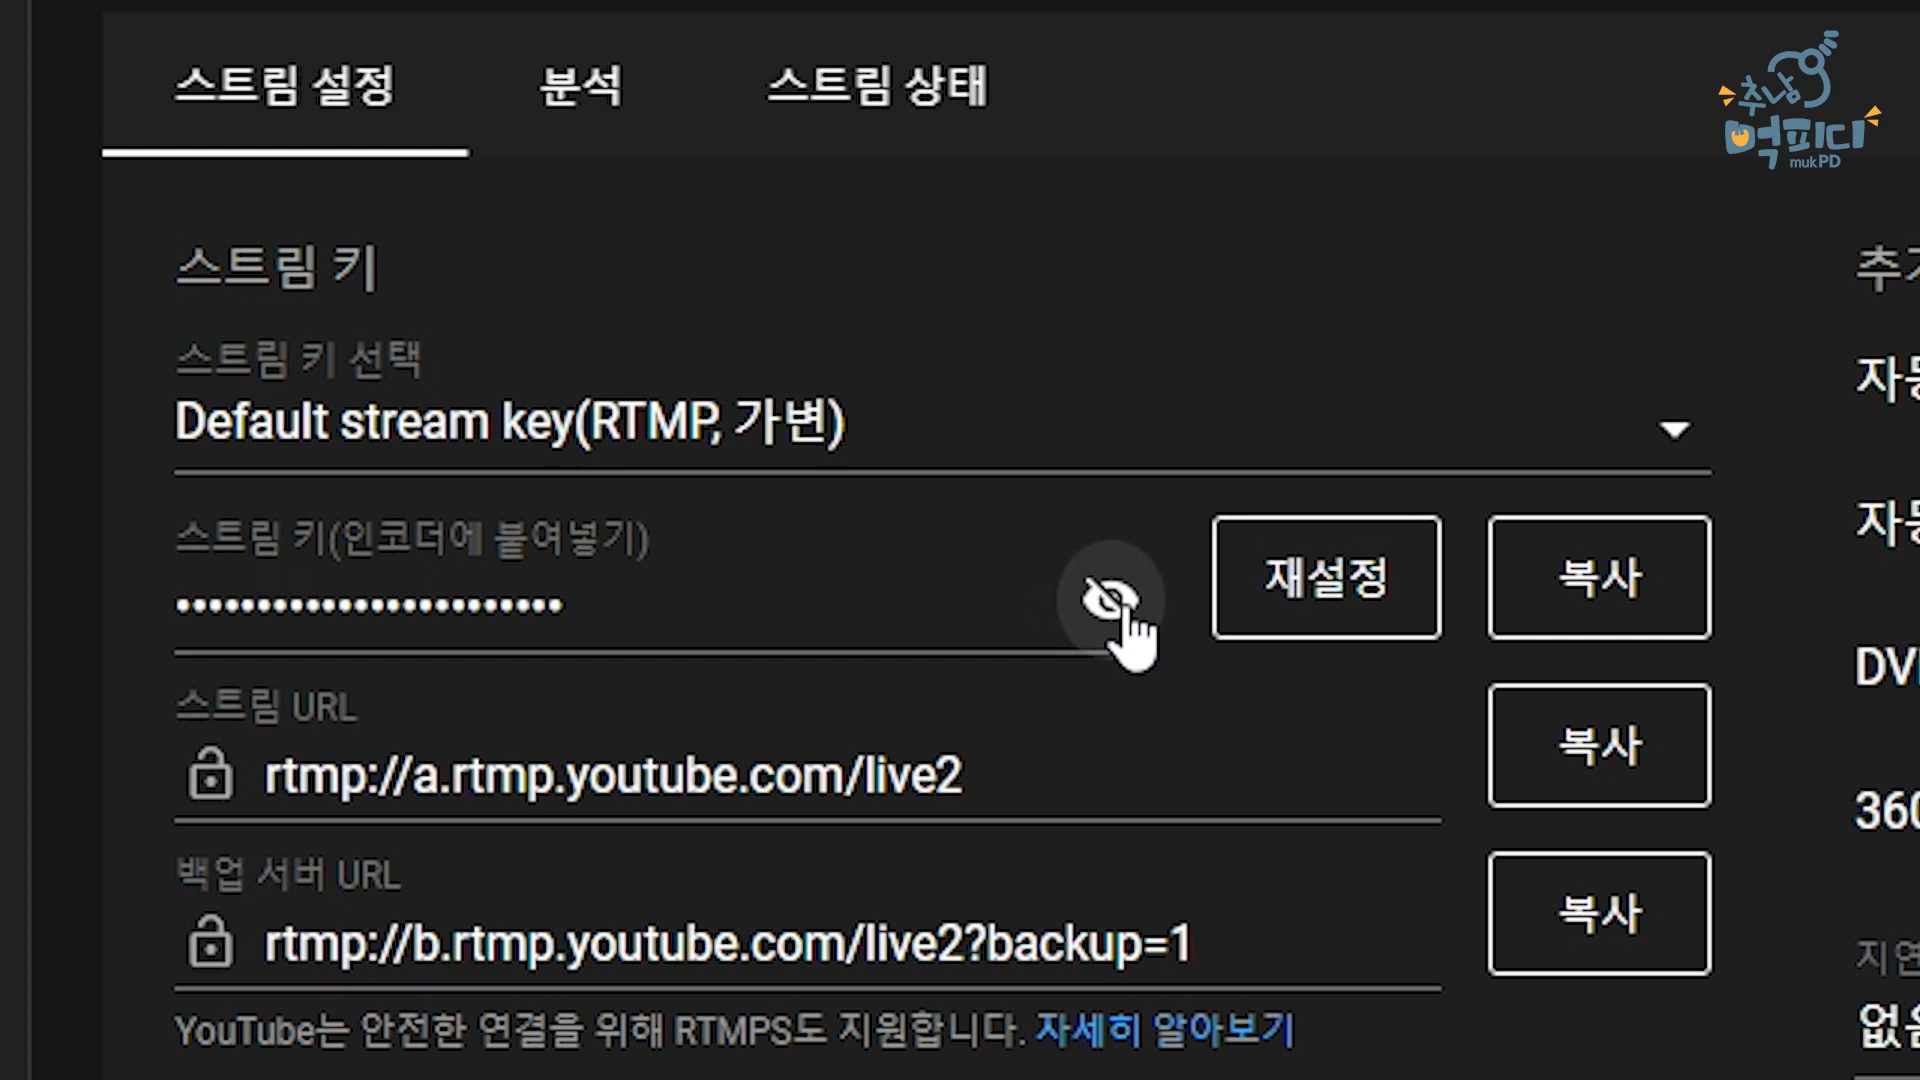 스트림 설정 분석 스트림 상태
추냥
먹피디
mukPD
스트림 키
스트림 키 선택
Default stream key(RTMP, 가변)
스트림 키(인코더에 붙여넣기)
••••••••••••••••••••••••
재설정 복사
스트림 URL
rtmp://a.rtmp.youtube.com/live2
복사
백업 서버 URL
rtmp://b.rtmp.youtube.com/live2?backup=1
복사
YouTube는 안전한 연결을 위해 RTMPS도 지원합니다. 자세히 알아보기
360
지연